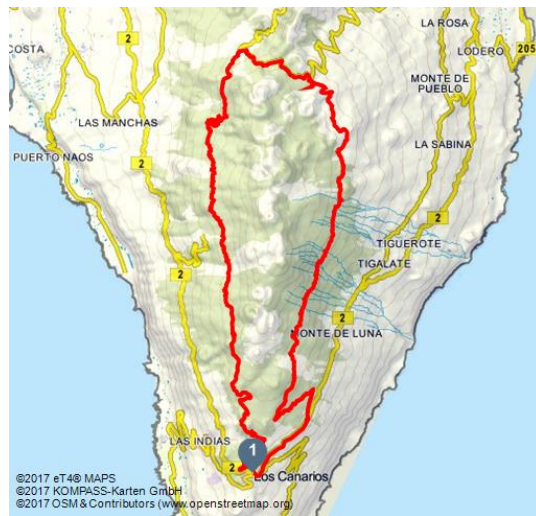 COSTA
2
LA ROSA
LODERO
205
MONTE DE
PUEBLO
LAS MANCHAS
LA SABINA
PUERTO NAOS
2
2
TIGUEROTE
TIGALATE
2
2
MONTE DE LUNA
LAS INDIAS
1
2
Los Canarios
©2017 eT4® MAPS
©2017 KOMPASS-Karten GmbH
©2017 OSM & Contributors (www.openstreetmap.org)